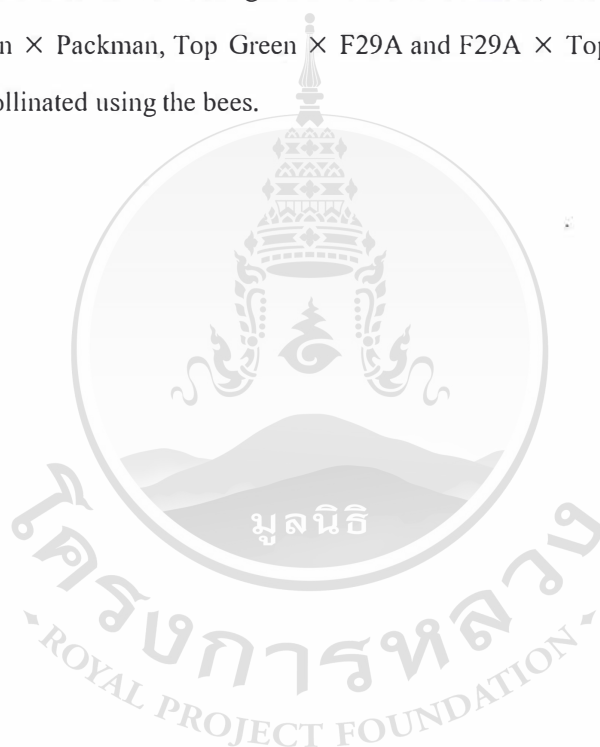 n × Packman, Top Green × F29A and F29A × Top
ollinated using the bees.
มูลนิธิ
โครงการหลวง
ROYAL PROJECT FOUNDATION